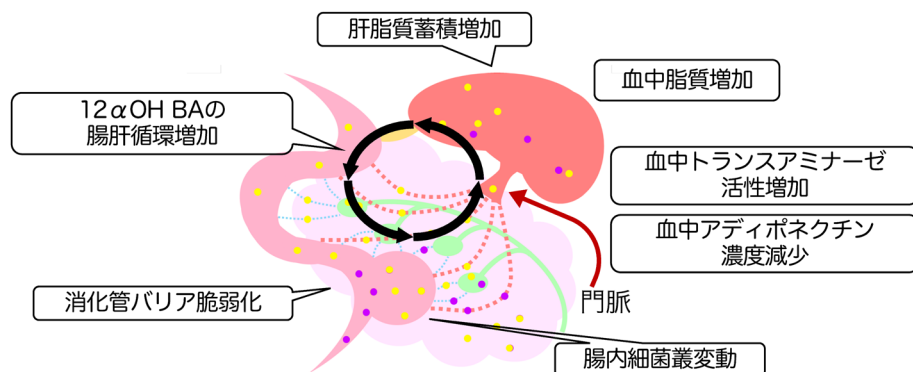 肝脂質蓄積増加
血中脂質増加
12αOH BAの
腸肝循環増加
血中トランスアミナーゼ
活性増加
血中アディポネクチン
濃度減少
消化管バリア脆弱化
門脈
腸内細菌叢変動